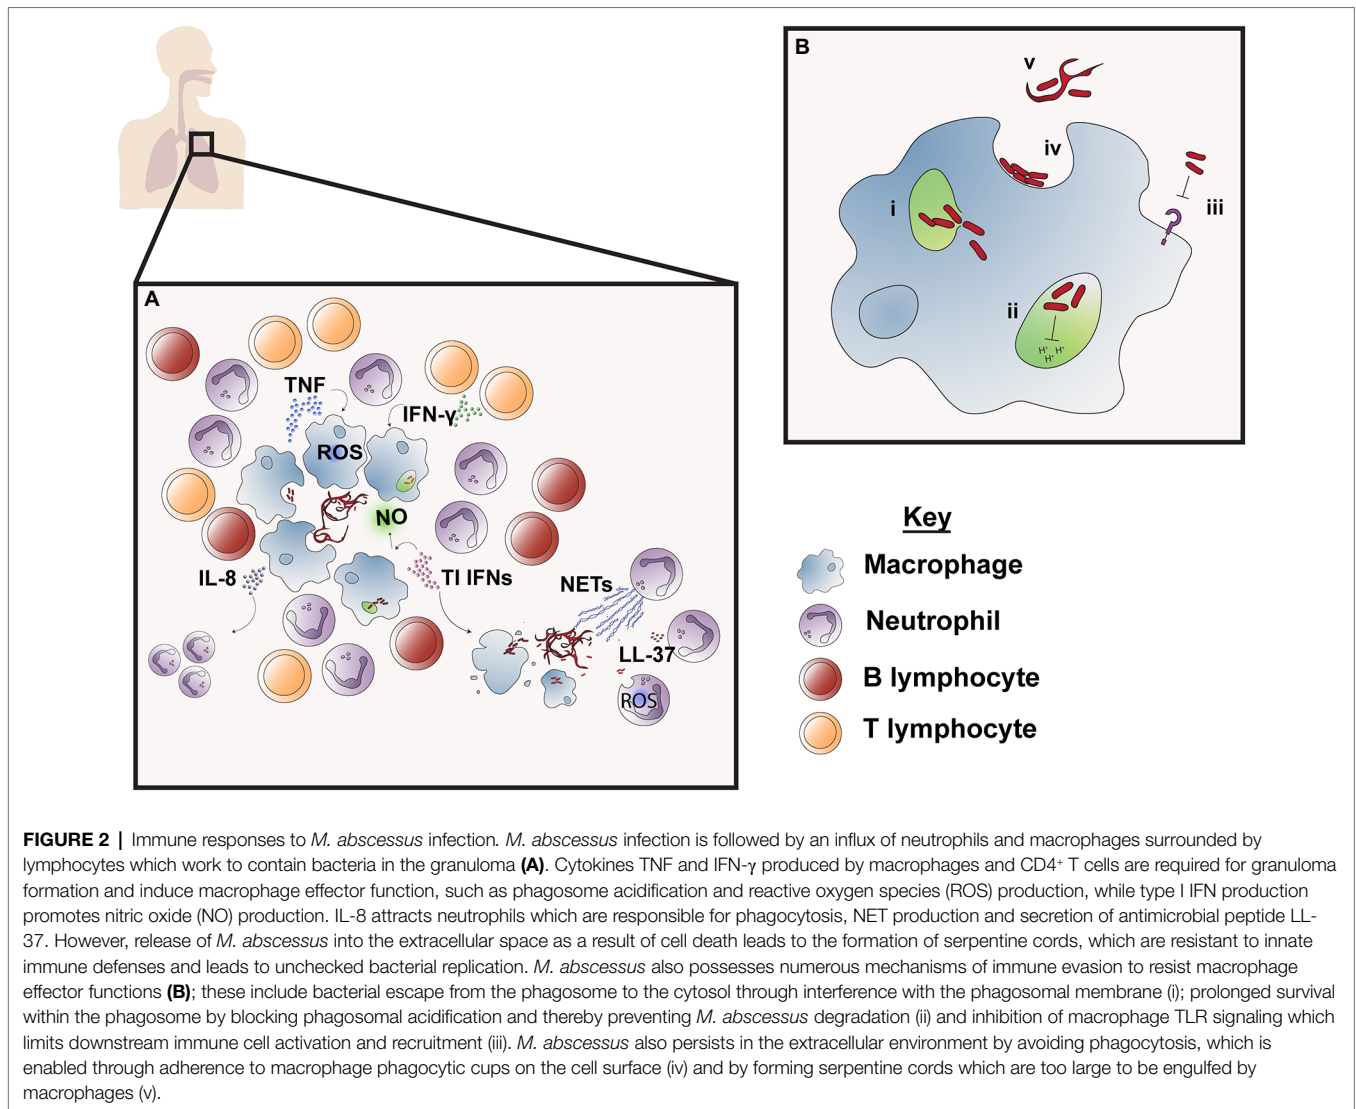 A
TNF
IFN-γ
ROS
NO
IL-8
TI IFNs
NETs
LL-37
ROS
B
v
iv
i
iii
ii
H⁺ H⁺
H⁺
Key
Macrophage
Neutrophil
B lymphocyte
T lymphocyte
FIGURE 2 | Immune responses to M. abscessus infection. M. abscessus infection is followed by an influx of neutrophils and macrophages surrounded by
lymphocytes which work to contain bacteria in the granuloma (A). Cytokines TNF and IFN-γ produced by macrophages and CD4⁺ T cells are required for granuloma
formation and induce macrophage effector function, such as phagosome acidification and reactive oxygen species (ROS) production, while type I IFN production
promotes nitric oxide (NO) production. IL-8 attracts neutrophils which are responsible for phagocytosis, NET production and secretion of antimicrobial peptide LL-
37. However, release of M. abscessus into the extracellular space as a result of cell death leads to the formation of serpentine cords, which are resistant to innate
immune defenses and leads to unchecked bacterial replication. M. abscessus also possesses numerous mechanisms of immune evasion to resist macrophage
effector functions (B); these include bacterial escape from the phagosome to the cytosol through interference with the phagosomal membrane (i); prolonged survival
within the phagosome by blocking phagosomal acidification and thereby preventing M. abscessus degradation (ii) and inhibition of macrophage TLR signaling which
limits downstream immune cell activation and recruitment (iii). M. abscessus also persists in the extracellular environment by avoiding phagocytosis, which is
enabled through adherence to macrophage phagocytic cups on the cell surface (iv) and by forming serpentine cords which are too large to be engulfed by
macrophages (v).